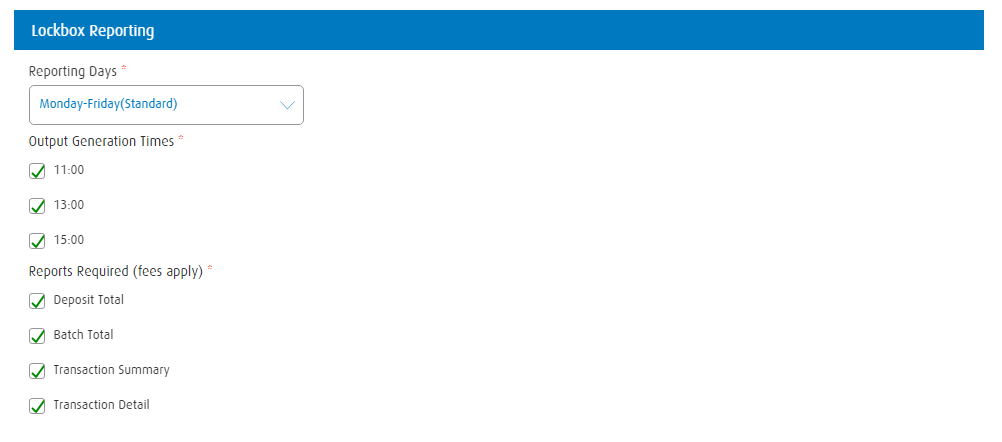 Lockbox Reporting
Reporting Days *
Monday-Friday(Standard)
Output Generation Times *
11:00
13:00
15:00
Reports Required (fees apply) *
Deposit Total
Batch Total
Transaction Summary
Transaction Detail